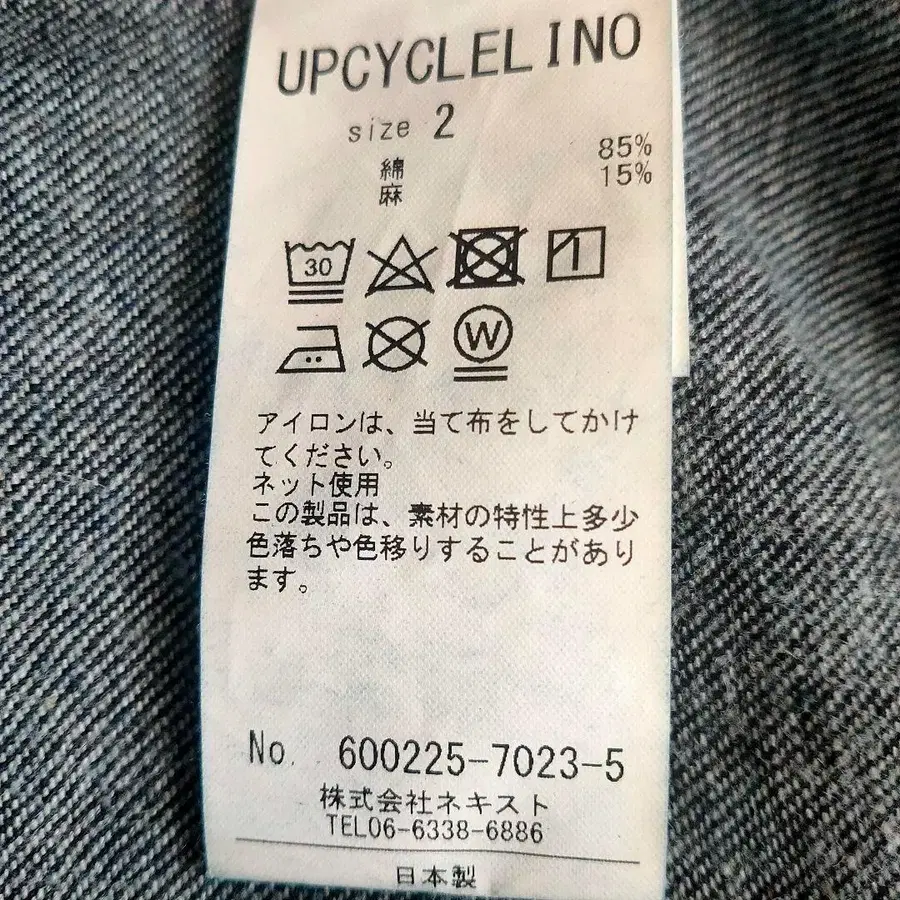 UPCYCLELINO
size 2
綿 85%
麻 15%
30
W
アイロンは、当て布をしてかけ
てください。
ネット使用
この製品は、素材の特性上多少
色落ちや色移りすることがあり
ます。
No. 600225-7023-5
株式会社ネキスト
TEL06-6338-6886
日本製